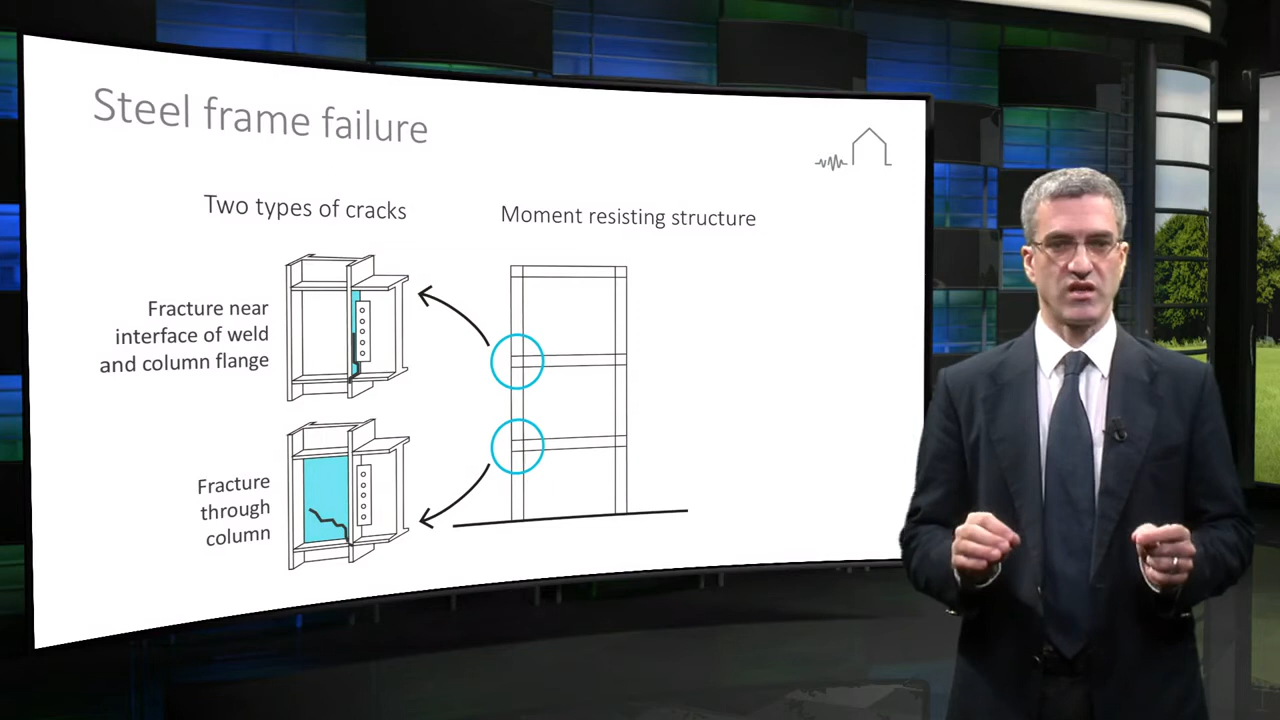 Steel frame failure
Two types of cracks
Moment resisting structure
Fracture near
interface of weld
and column flange
Fracture
through
column